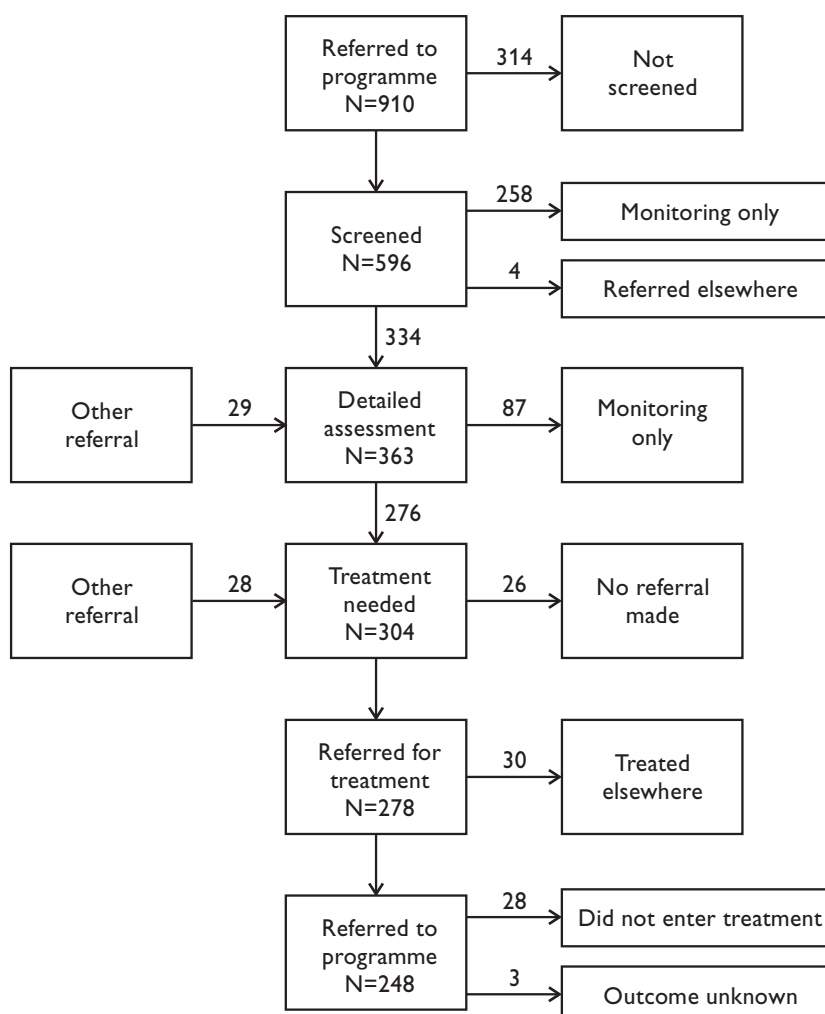 Referred to
programme
N=910
314
Not
screened
Screened
N=596
258
Monitoring only
4
Referred elsewhere
334
Other
referral
29
Detailed
assessment
N=363
87
Monitoring
only
276
Other
referral
28
Treatment
needed
N=304
26
No referral
made
Referred for
treatment
N=278
30
Treated
elsewhere
Referred to
programme
N=248
28
Did not enter treatment
3
Outcome unknown